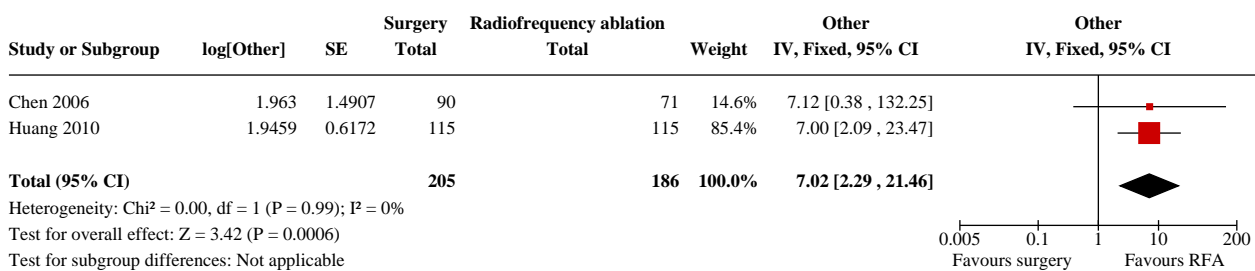 Surgery Radiofrequency ablation Other Other
Study or Subgroup log[Other] SE Total Total Weight IV, Fixed, 95% CI IV, Fixed, 95% CI
Chen 2006 1.963 1.4907 90 71 14.6% 7.12 [0.38 , 132.25]
Huang 2010 1.9459 0.6172 115 115 85.4% 7.00 [2.09 , 23.47]
Total (95% CI) 205 186 100.0% 7.02 [2.29 , 21.46]
Heterogeneity: Chi² = 0.00, df = 1 (P = 0.99); I² = 0%
Test for overall effect: Z = 3.42 (P = 0.0006)
0.005 0.1 1 10 200
Test for subgroup differences: Not applicable
Favours surgery Favours RFA